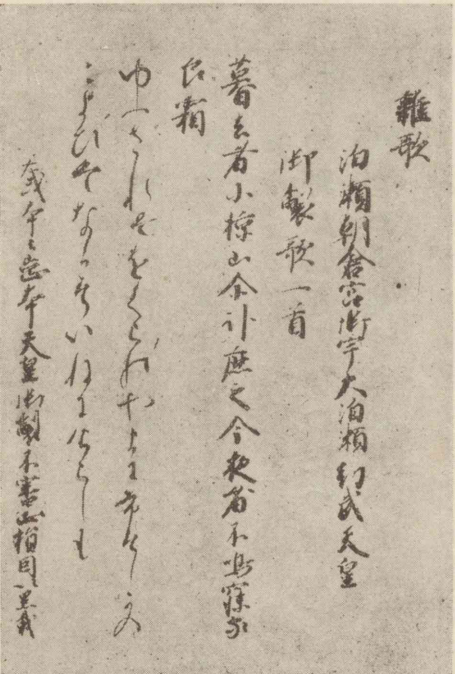 雜歌
泊瀬朝倉宮御宇大泊瀬幼武天皇
御製歌一首
暮去者小椋山尓臥鹿之今夜者不鳴寐家
良霜
ゆふされはをくらのやまにふすしかの
こよひはなかすいねにけらしも
右或本云崗本天皇御製不審正指因以累載